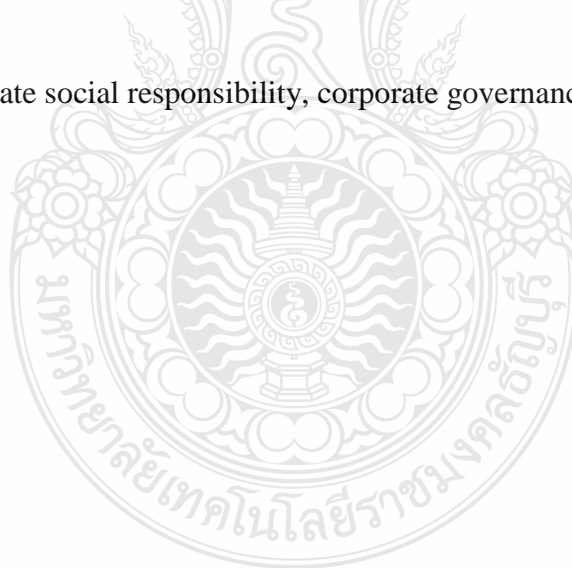 ate social responsibility, corporate governanc
มหาวิทยาลัยเทคโนโลยีราชมงคลธัญบุรี